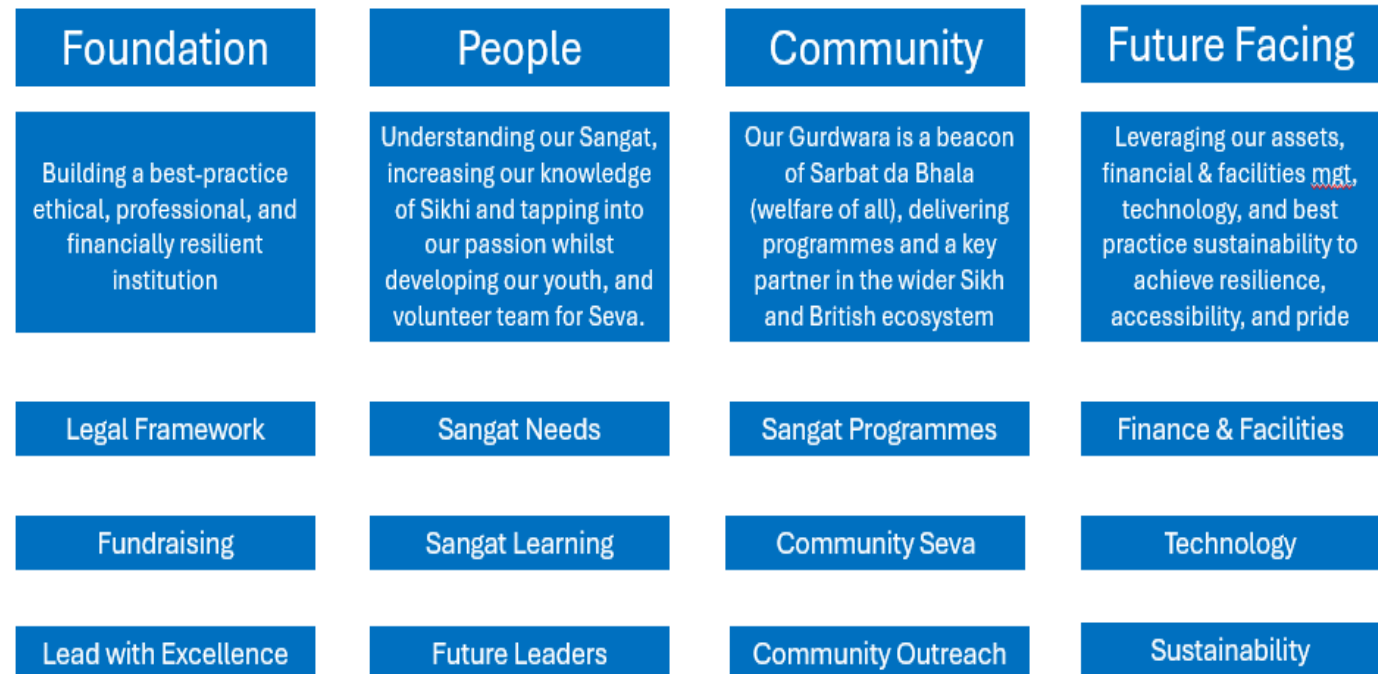 Foundation
People
Community
Future Facing
Building a best-practice
ethical, professional, and
financially resilient
institution
Understanding our Sangat,
increasing our knowledge
of Sikhi and tapping into
our passion whilst
developing our youth, and
volunteer team for Seva.
Our Gurdwara is a beacon
of Sarbat da Bhala
(welfare of all), delivering
programmes and a key
partner in the wider Sikh
and British ecosystem
Leveraging our assets,
financial & facilities mgt,
technology, and best
practice sustainability to
achieve resilience,
accessibility, and pride
Legal Framework
Sangat Needs
Sangat Programmes
Finance & Facilities
Fundraising
Sangat Learning
Community Seva
Technology
Lead with Excellence
Future Leaders
Community Outreach
Sustainability